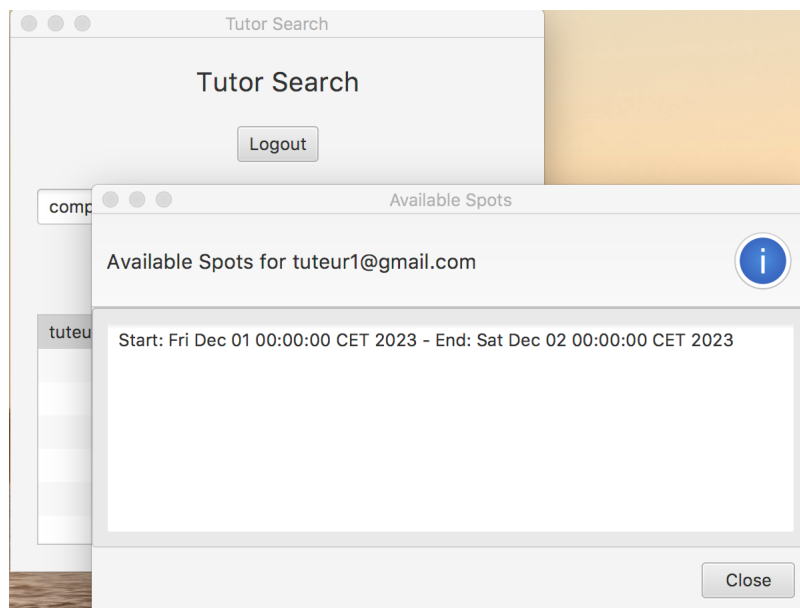 Tutor Search
Tutor Search
Logout
comp
Available Spots
Available Spots for tuteur1@gmail.com
i
tuteu
Start: Fri Dec 01 00:00:00 CET 2023 - End: Sat Dec 02 00:00:00 CET 2023
Close